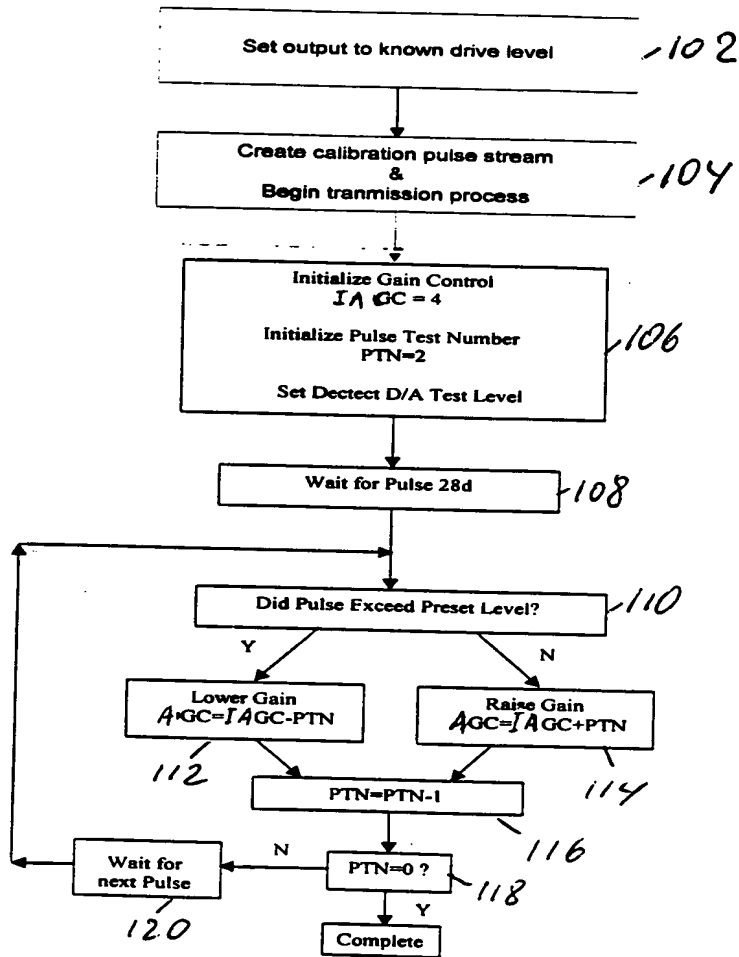 Set output to known drive level
102
Create calibration pulse stream
&
Begin tranmission process
104
Initialize Gain Control
IAGC = 4
Initialize Pulse Test Number
PTN=2
Set Dectect D/A Test Level
106
Wait for Pulse 28d
108
Did Pulse Exceed Preset Level?
110
Y
N
Lower Gain
AGC=IAGC-PTN
112
Raise Gain
AGC=IAGC+PTN
114
PTN=PTN-1
116
Wait for
next Pulse
120
N
PTN=0 ?
118
Y
Complete